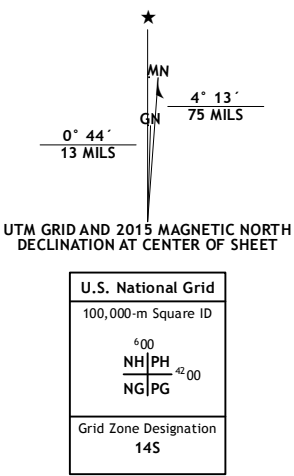 ★
MN
4° 13´
75 MILS
GN
0° 44´
13 MILS
UTM GRID AND 2015 MAGNETIC NORTH
DECLINATION AT CENTER OF SHEET
U.S. National Grid
100,000-m Square ID
⁶00
NH PH
⁴²00
NG PG
Grid Zone Designation
14S